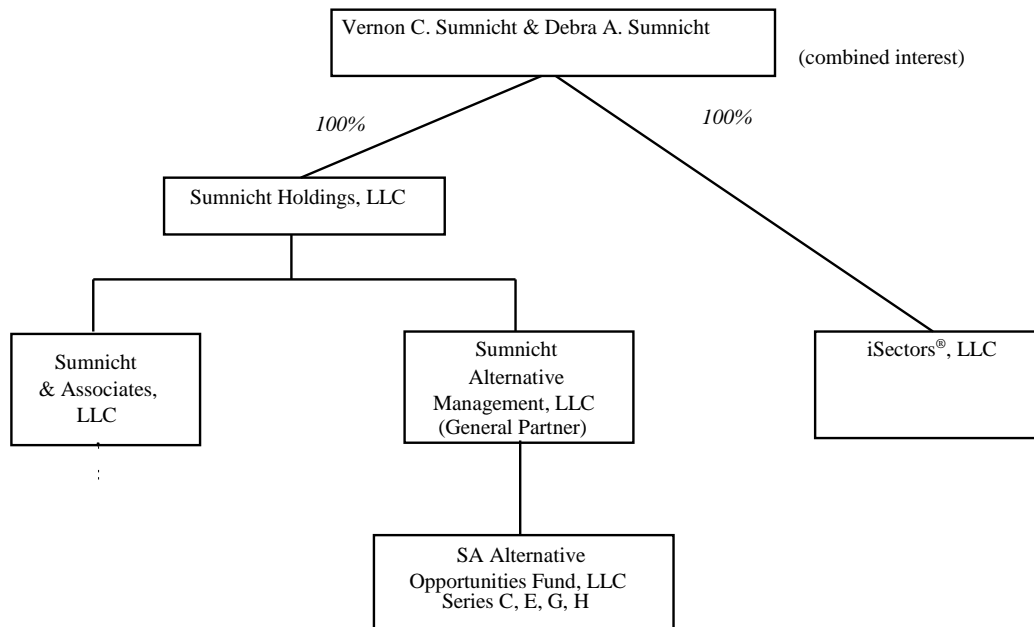 Vernon C. Sumnicht & Debra A. Sumnicht
(combined interest)
100%
100%
Sumnicht Holdings, LLC
Sumnicht
& Associates,
LLC
Sumnicht
Alternative
Management, LLC
(General Partner)
iSectors®, LLC
SA Alternative
Opportunities Fund, LLC
Series C, E, G, H